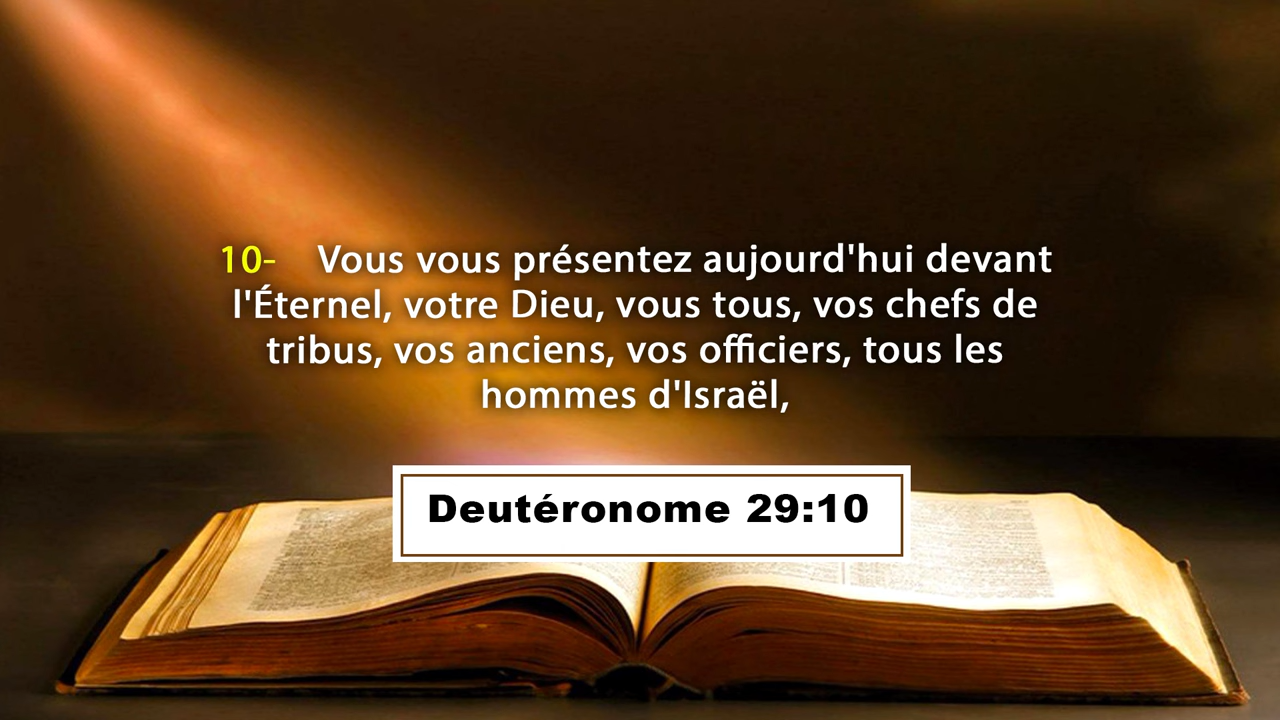 10- Vous vous présentez aujourd'hui devant
l'Éternel, votre Dieu, vous tous, vos chefs de
tribus, vos anciens, vos officiers, tous les
hommes d'Israël,
Deutéronome 29:10